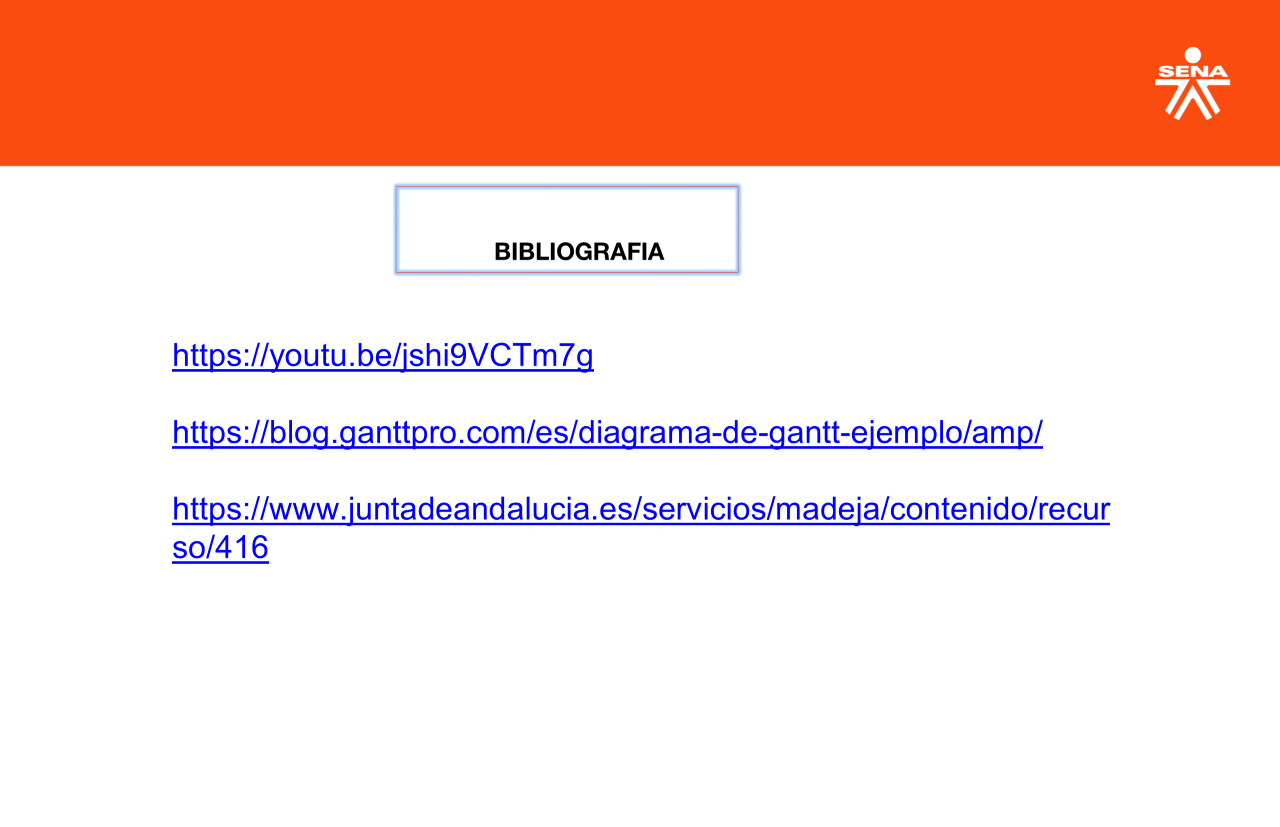 SENA
BIBLIOGRAFIA
https://youtu.be/jshi9VCTm7g
https://blog.ganttpro.com/es/diagrama-de-gantt-ejemplo/amp/
https://www.juntadeandalucia.es/servicios/madeja/contenido/recur
so/416